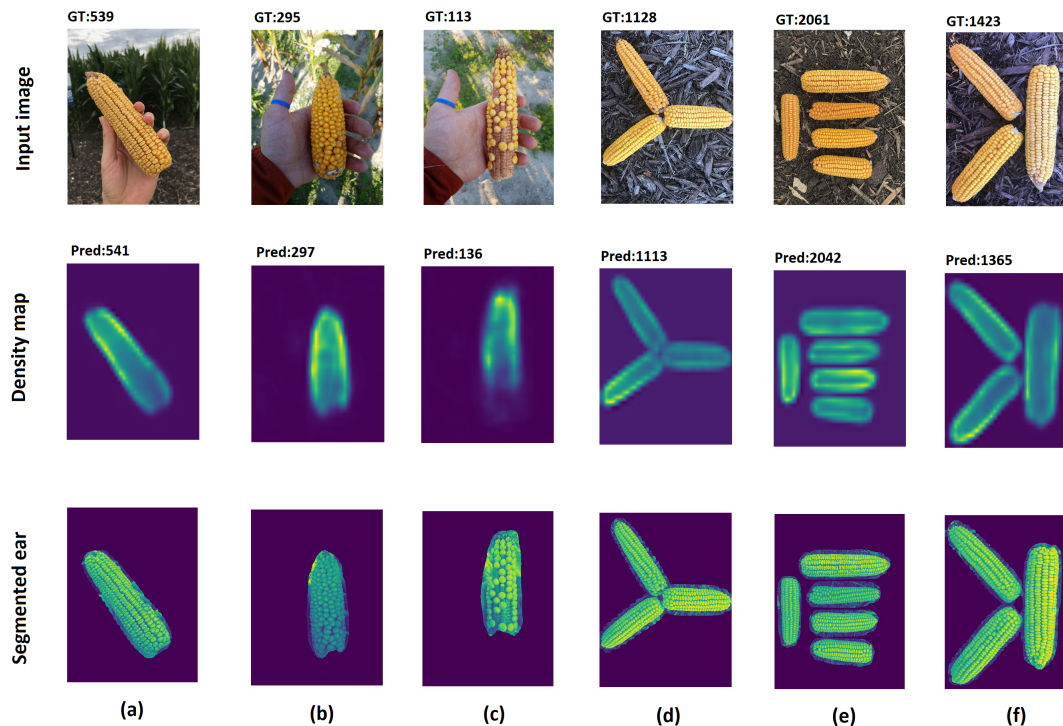 GT:539
GT:295
GT:113
GT:1128
GT:2061
GT:1423
Input image
Pred:541
Pred:297
Pred:136
Pred:1113
Pred:2042
Pred:1365
Density map
Segmented ear
(a)
(b)
(c)
(d)
(e)
(f)